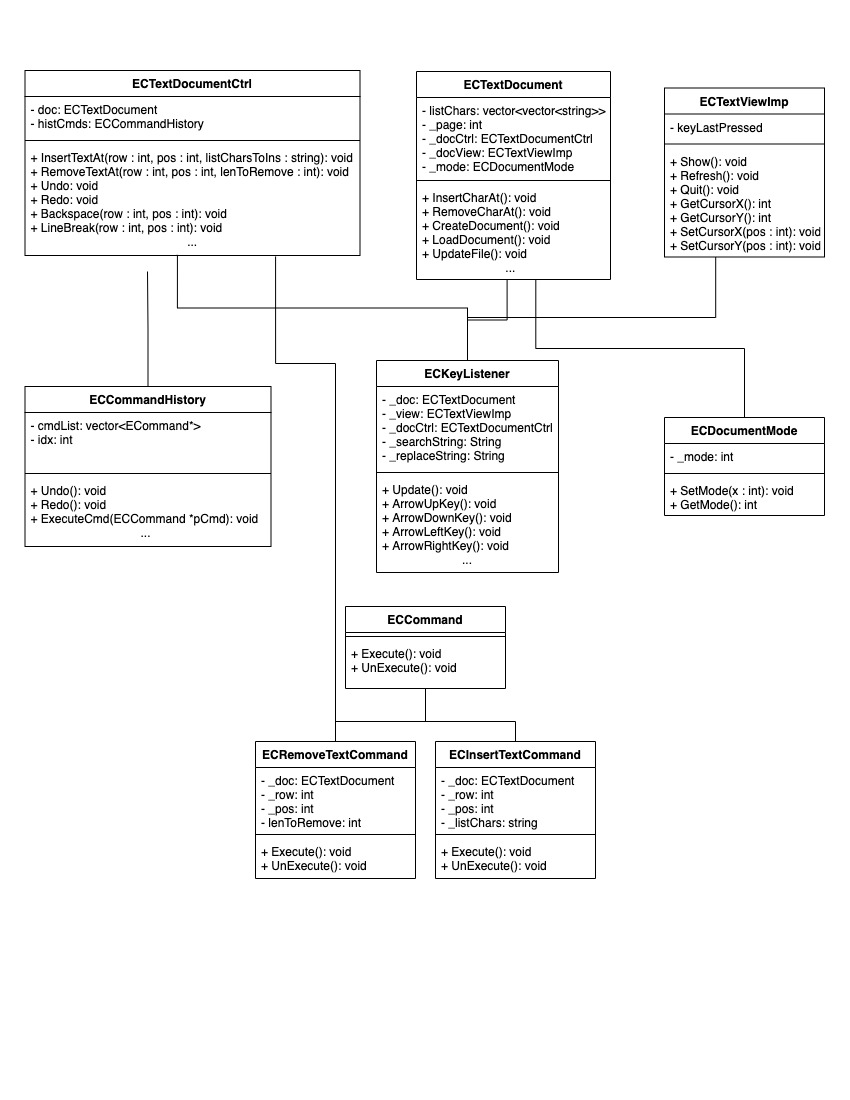 ECTextDocumentCtrl
- doc: ECTextDocument
- histCmds: ECCommandHistory
+ InsertTextAt(row : int, pos : int, listCharsToIns : string): void
+ RemoveTextAt(row : int, pos : int, lenToRemove : int): void
+ Undo: void
+ Redo: void
+ Backspace(row : int, pos : int): void
+ LineBreak(row : int, pos : int): void
...
ECTextDocument
- listChars: vector<vector<string>>
- _page: int
- _docCtrl: ECTextDocumentCtrl
- _docView: ECTextViewImp
- _mode: ECDocumentMode
+ InsertCharAt(): void
+ RemoveCharAt(): void
+ CreateDocument(): void
+ LoadDocument(): void
+ UpdateFile(): void
...
ECTextViewImp
- keyLastPressed
+ Show(): void
+ Refresh(): void
+ Quit(): void
+ GetCursorX(): int
+ GetCursorY(): int
+ SetCursorX(pos : int): void
+ SetCursorY(pos : int): void
ECCommandHistory
- cmdList: vector<ECommand*>
- idx: int
+ Undo(): void
+ Redo(): void
+ ExecuteCmd(ECCommand *pCmd): void
...
ECKeyListener
- _doc: ECTextDocument
- _view: ECTextViewImp
- _docCtrl: ECTextDocumentCtrl
- _searchString: String
- _replaceString: String
+ Update(): void
+ ArrowUpKey(): void
+ ArrowDownKey(): void
+ ArrowLeftKey(): void
+ ArrowRightKey(): void
...
ECDocumentMode
- _mode: int
+ SetMode(x : int): void
+ GetMode(): int
ECCommand
+ Execute(): void
+ UnExecute(): void
ECRemoveTextCommand
- _doc: ECTextDocument
- _row: int
- _pos: int
- lenToRemove: int
+ Execute(): void
+ UnExecute(): void
ECInsertTextCommand
- _doc: ECTextDocument
- _row: int
- _pos: int
- _listChars: string
+ Execute(): void
+ UnExecute(): void